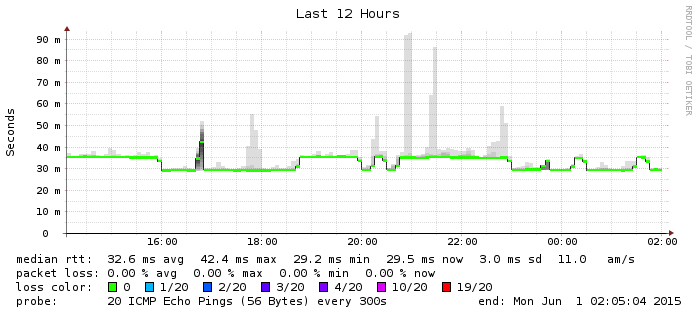 Last 12 Hours
RRDTOOL / TOBI OETIKER
Seconds
90 m
80 m
70 m
60 m
50 m
40 m
30 m
20 m
10 m
0
16:00 18:00 20:00 22:00 00:00 02:00
median rtt: 32.6 ms avg 42.4 ms max 29.2 ms min 29.5 ms now 3.0 ms sd 11.0 am/s
packet loss: 0.00 % avg 0.00 % max 0.00 % min 0.00 % now
loss color: 0 1/20 2/20 3/20 4/20 10/20 19/20
probe: 20 ICMP Echo Pings (56 Bytes) every 300s end: Mon Jun 1 02:05:04 2015